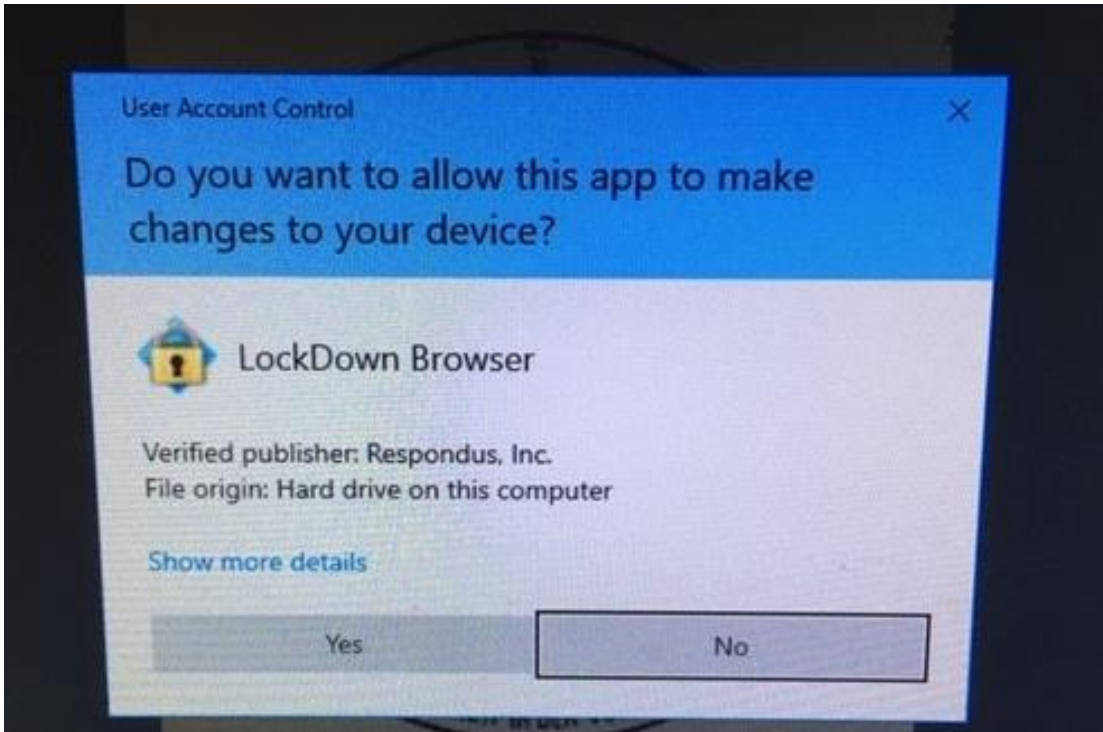 User Account Control
Do you want to allow this app to make
changes to your device?
LockDown Browser
Verified publisher: Respondus, Inc.
File origin: Hard drive on this computer
Show more details
Yes
No